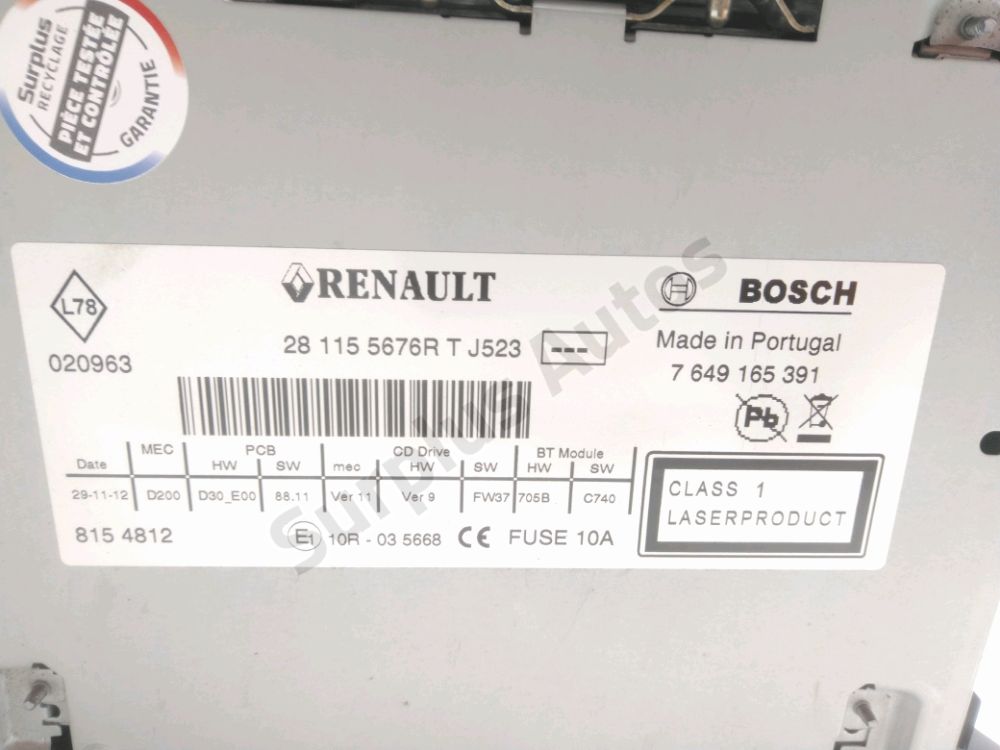 Surplus
RECYCLAGE
PIÈCE TESTÉE
ET CONTRÔLÉE
GARANTIE
L78
020963
RENAULT
28 115 5676R T J523 ---
BOSCH
Made in Portugal
7 649 165 391
Pb
MEC PCB CD Drive BT Module
Date HW SW mec HW SW HW SW
29-11-12 D200 D30_E00 88.11 Ver 11 Ver 9 FW37 705B C740
CLASS 1
LASERPRODUCT
815 4812 E1 10R - 03 5668 CE FUSE 10A
Surplus Autos